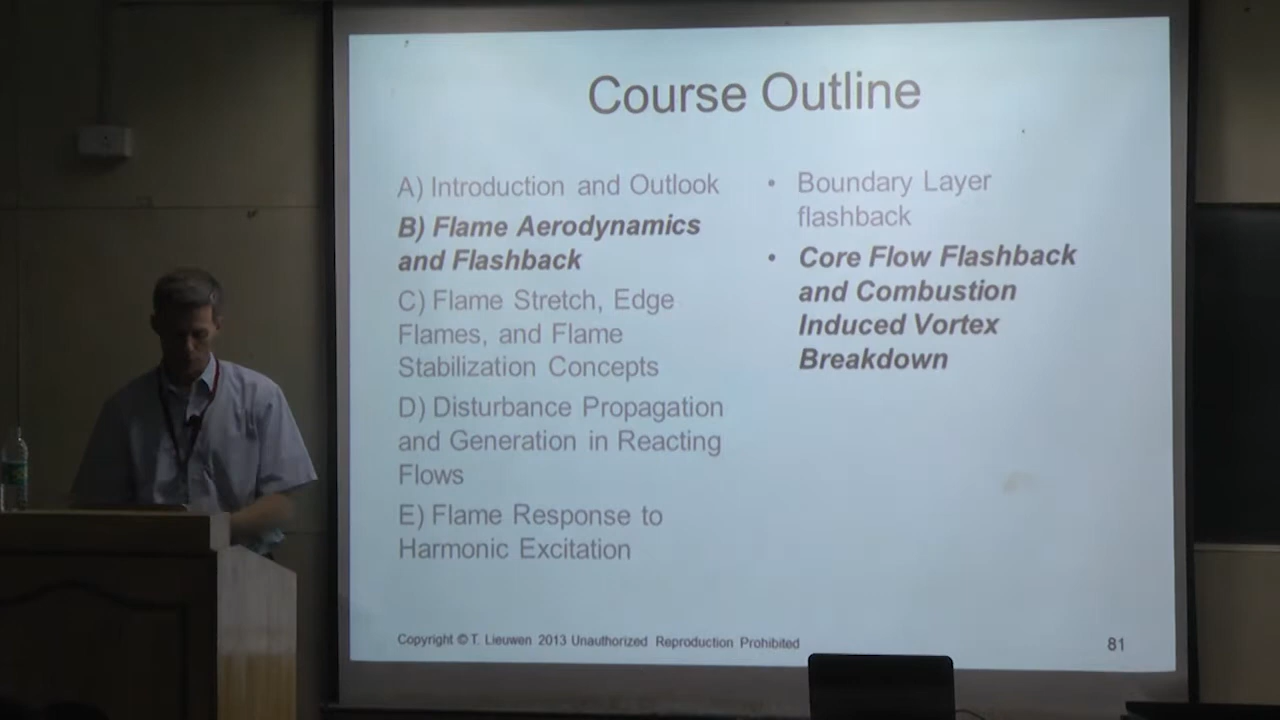 Course Outline
A) Introduction and Outlook
B) Flame Aerodynamics
and Flashback
C) Flame Stretch, Edge
Flames, and Flame
Stabilization Concepts
D) Disturbance Propagation
and Generation in Reacting
Flows
E) Flame Response to
Harmonic Excitation
• Boundary Layer
flashback
• Core Flow Flashback
and Combustion
Induced Vortex
Breakdown
Copyright © T. Lieuwen 2013 Unauthorized Reproduction Prohibited
81